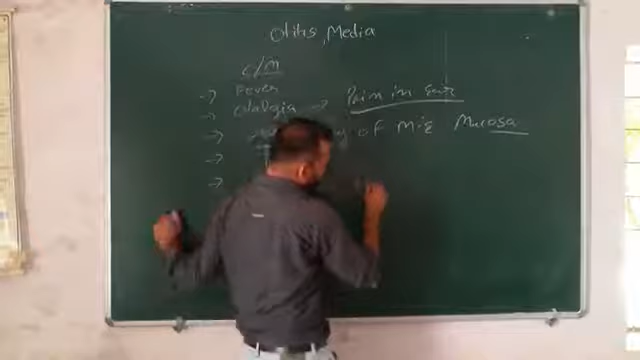 Otitis, Media
c/m
→ Fever
→ otalgia → Pain in Ear
→ of M.E Mucosa
→
→